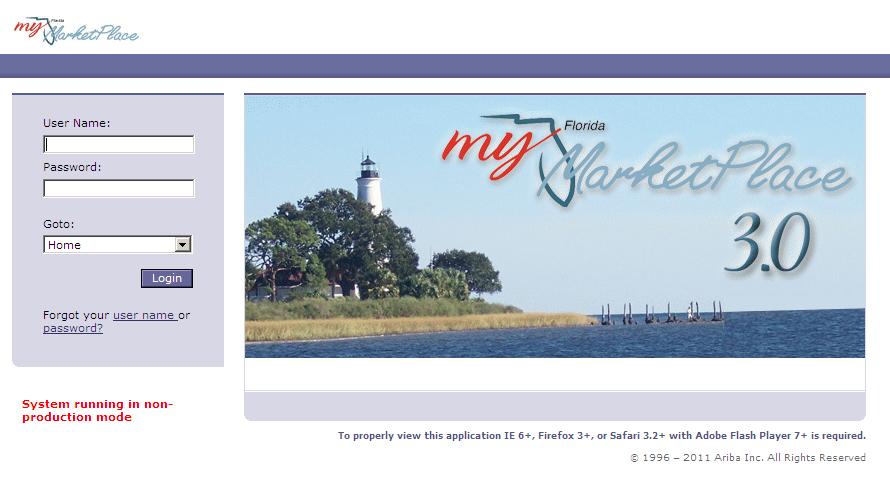 my Florida MarketPlace
User Name:
Password:
Goto:
Home
Login
Forgot your user name or
password?
System running in non-
production mode
my Florida MarketPlace
3.0
To properly view this application IE 6+, Firefox 3+, or Safari 3.2+ with Adobe Flash Player 7+ is required.
© 1996 – 2011 Ariba Inc. All Rights Reserved